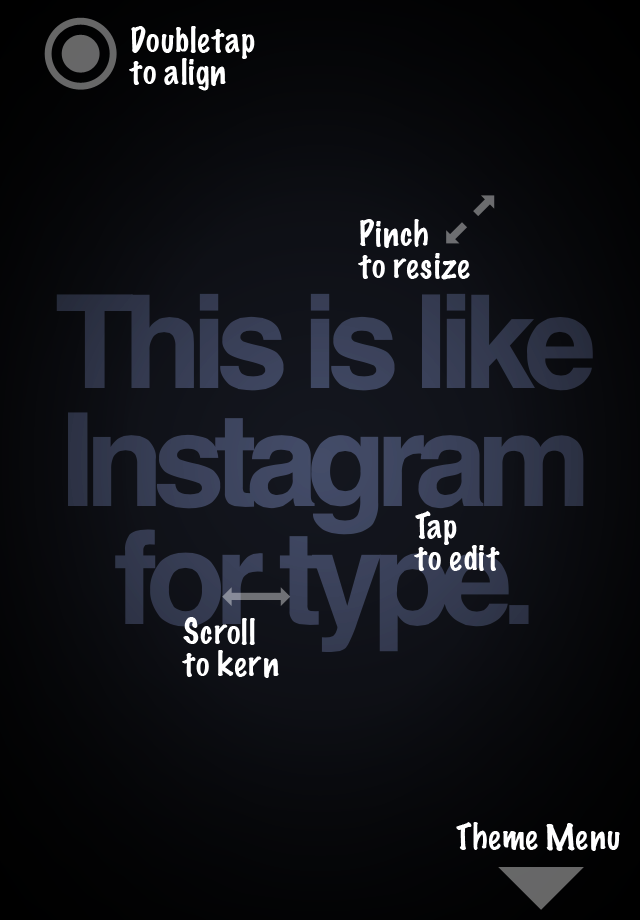 Doubletap
to align
Pinch
to resize
This is like
Instagram
for type.
Tap
to edit
Scroll
to kern
Theme Menu